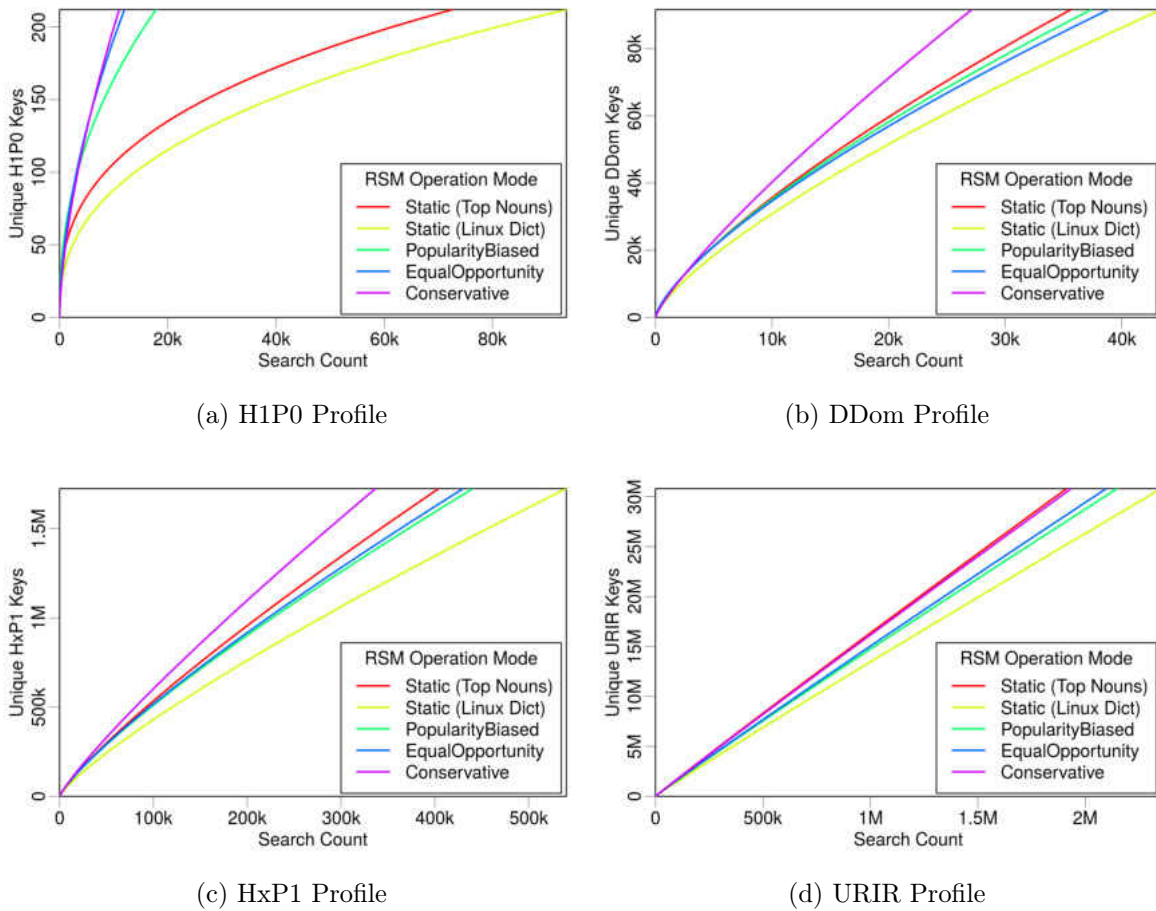 Unique H1P0 Keys
200
150
100
50
0
0 20k 40k 60k 80k
Search Count
RSM Operation Mode
Static (Top Nouns)
Static (Linux Dict)
PopularityBiased
EqualOpportunity
Conservative
(a) H1P0 Profile
Unique DDom Keys
80k
60k
40k
20k
0
0 10k 20k 30k 40k
Search Count
RSM Operation Mode
Static (Top Nouns)
Static (Linux Dict)
PopularityBiased
EqualOpportunity
Conservative
(b) DDom Profile
Unique HxP1 Keys
1.5M
1M
500k
0
0 100k 200k 300k 400k 500k
Search Count
RSM Operation Mode
Static (Top Nouns)
Static (Linux Dict)
PopularityBiased
EqualOpportunity
Conservative
(c) HxP1 Profile
Unique URIR Keys
30M
25M
20M
15M
10M
5M
0
0 500k 1M 1.5M 2M
Search Count
RSM Operation Mode
Static (Top Nouns)
Static (Linux Dict)
PopularityBiased
EqualOpportunity
Conservative
(d) URIR Profile